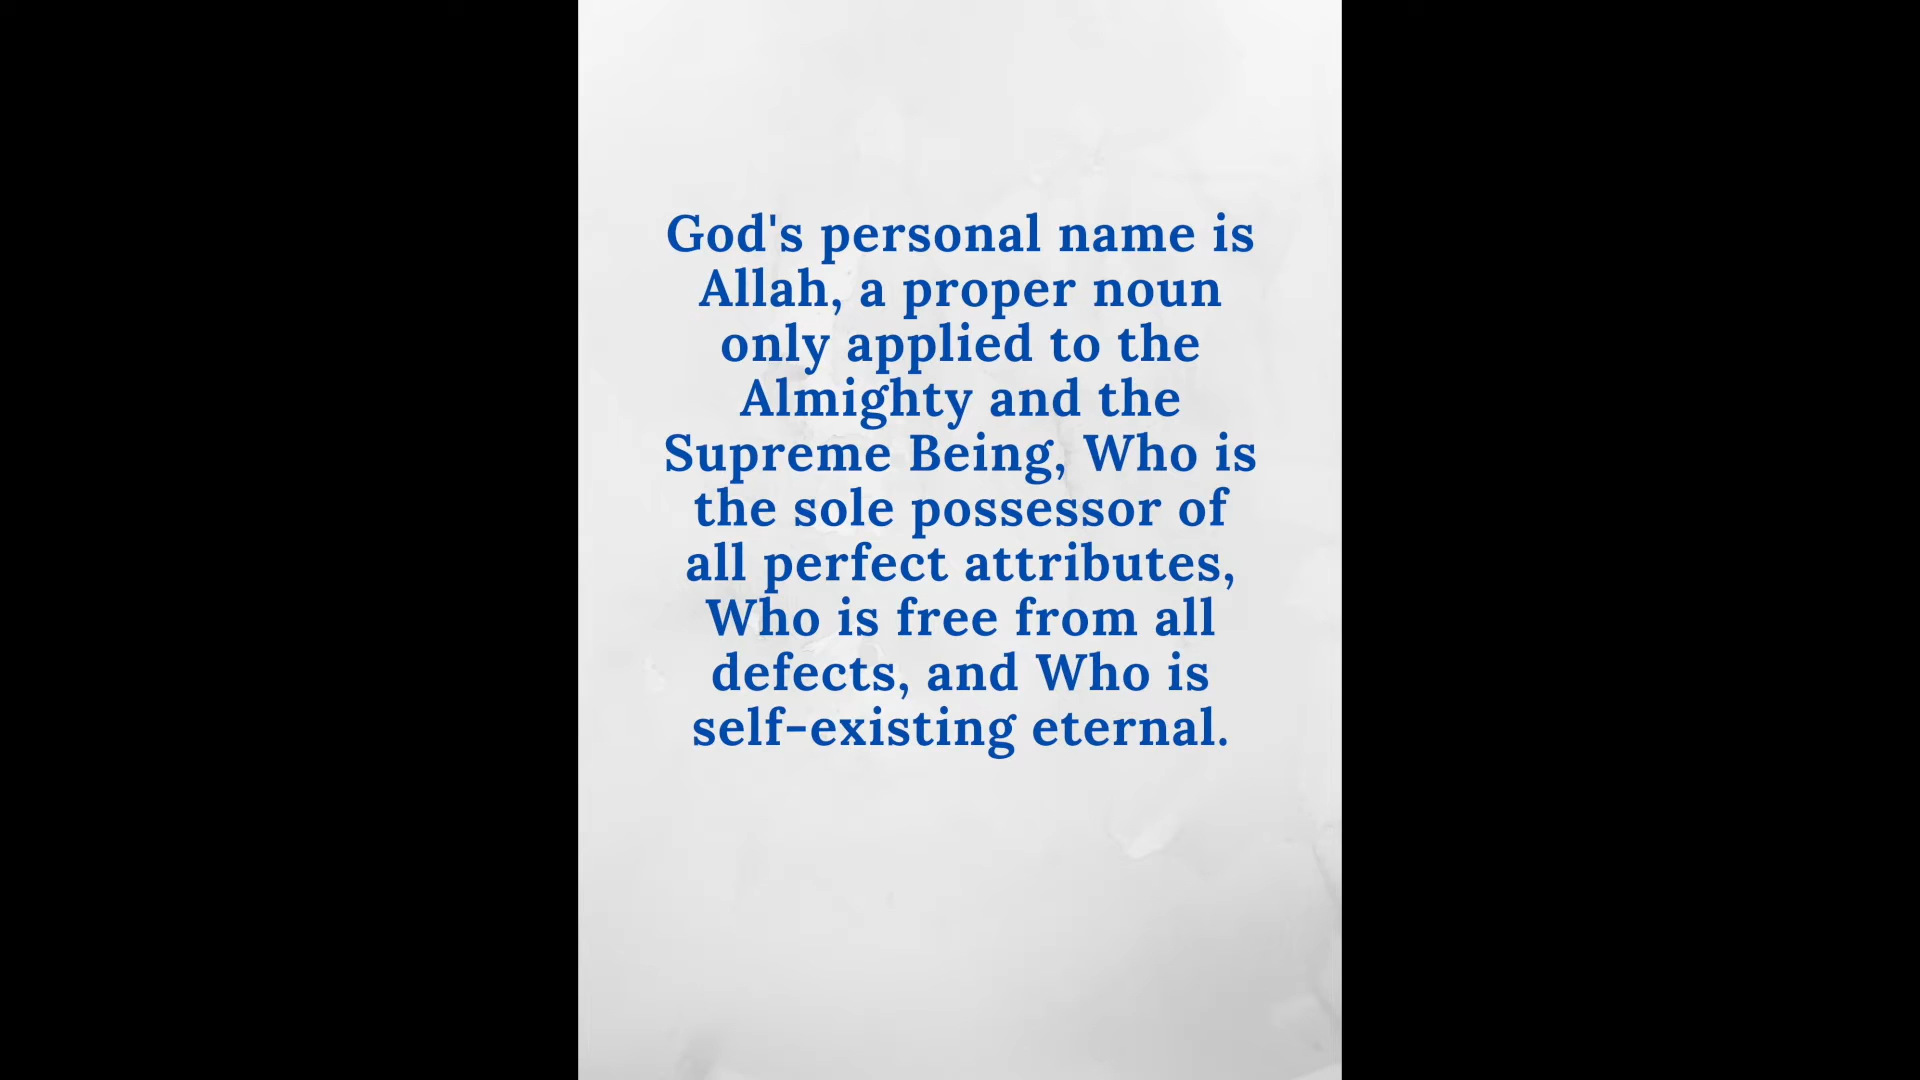 God's personal name is
Allah, a proper noun
only applied to the
Almighty and the
Supreme Being, Who is
the sole possessor of
all perfect attributes,
Who is free from all
defects, and Who is
self-existing eternal.